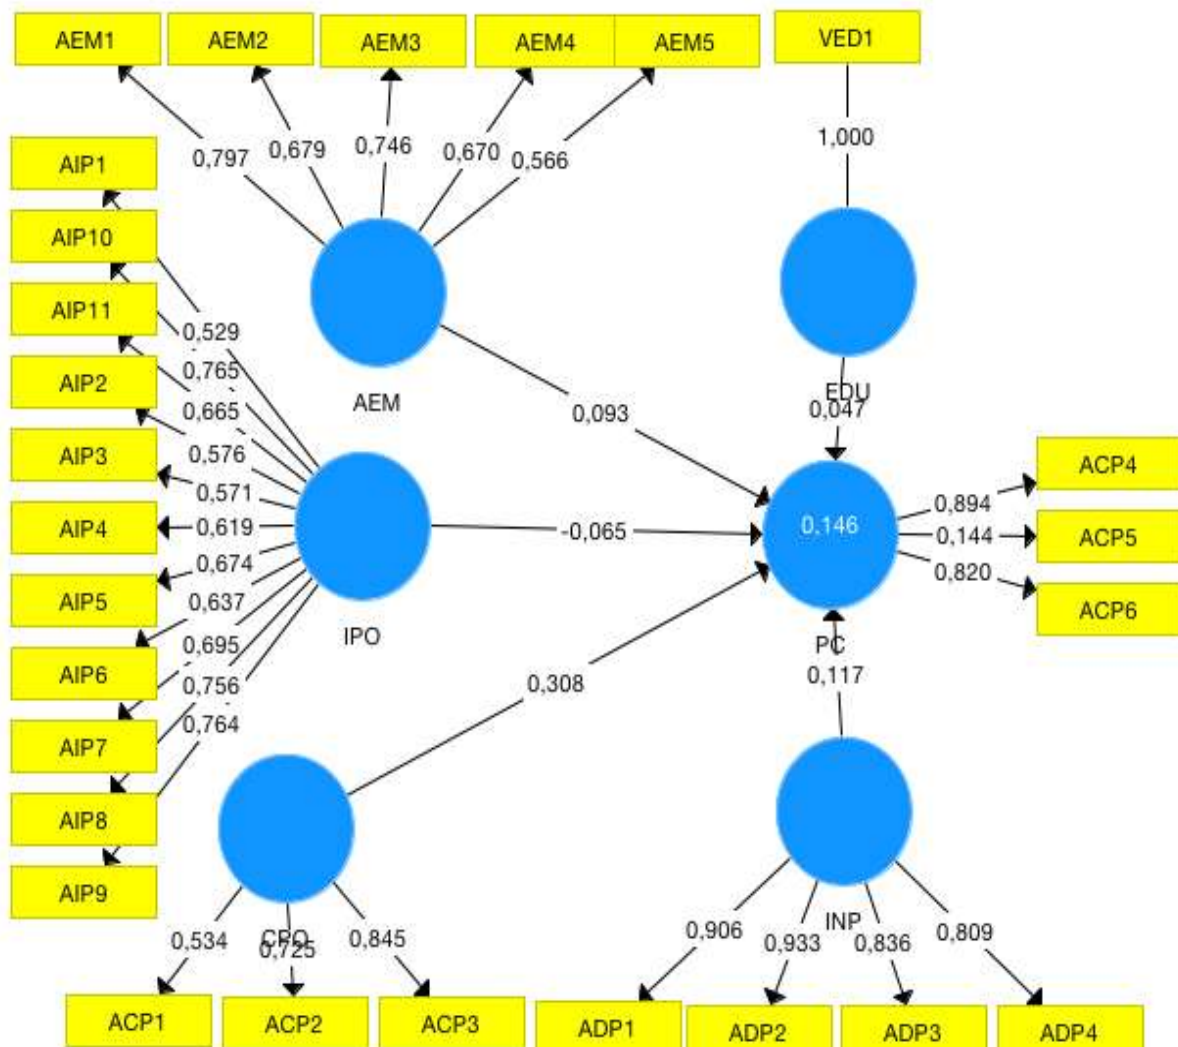 AEM1
AEM2
AEM3
AEM4
AEM5
VED1
0,797
0,679
0,746
0,670
0,566
1,000
AIP1
AIP10
AIP11
AIP2
AIP3
AIP4
AIP5
AIP6
AIP7
AIP8
AIP9
0,529
0,765
0,665
0,576
0,571
0,619
0,674
0,637
0,695
0,756
0,764
AEM
IPO
EDU
0,047
0,093
-0,065
0,308
0,146
PC
0,117
0,894
0,144
0,820
ACP4
ACP5
ACP6
CPO
INP
0,534
0,725
0,845
0,906
0,933
0,836
0,809
ACP1
ACP2
ACP3
ADP1
ADP2
ADP3
ADP4